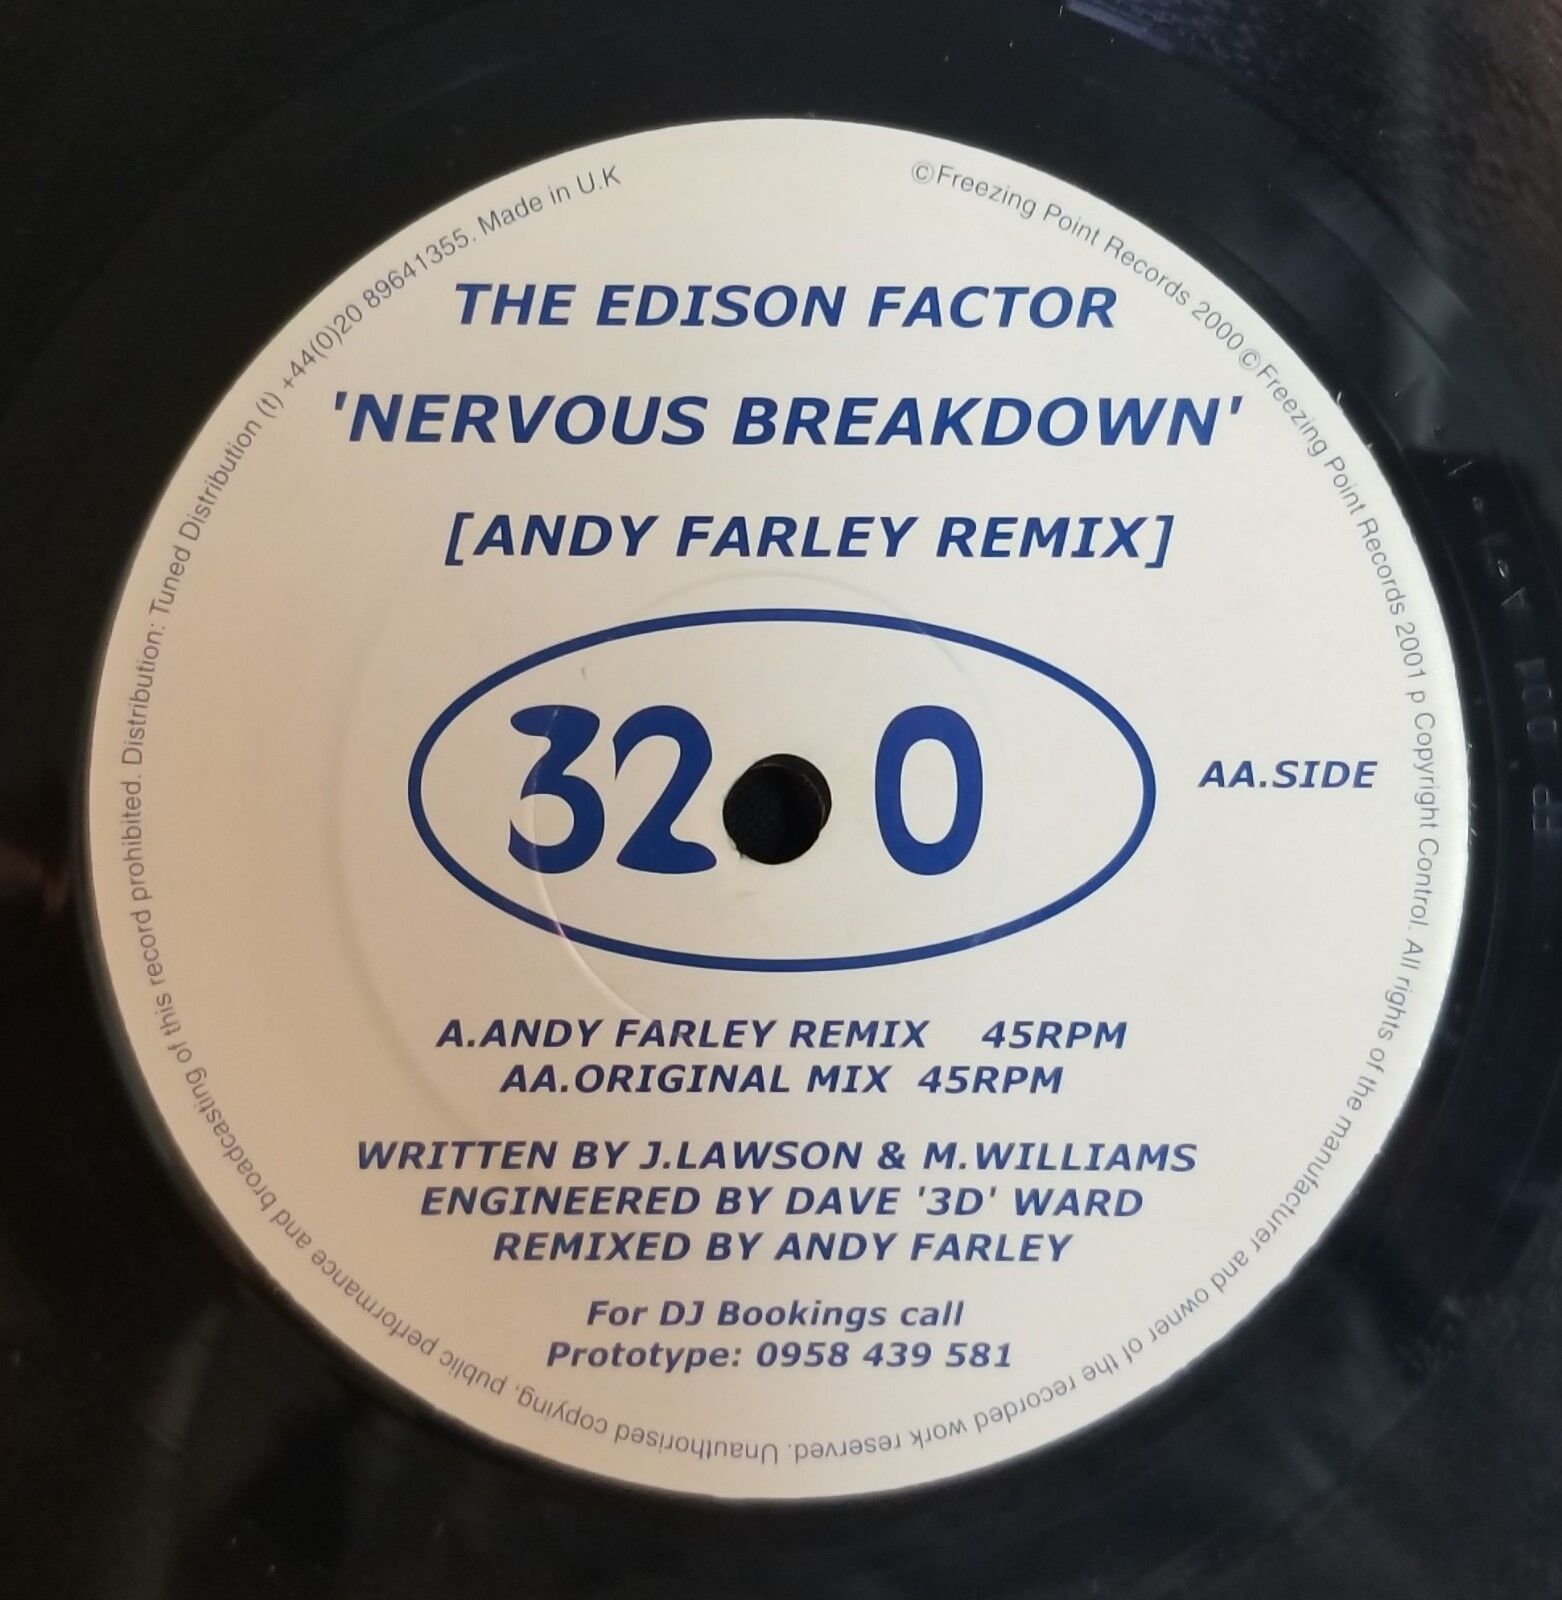 THE EDISON FACTOR
'NERVOUS BREAKDOWN'
[ANDY FARLEY REMIX]
32 0
AA.SIDE
A.ANDY FARLEY REMIX 45RPM
AA.ORIGINAL MIX 45RPM
WRITTEN BY J.LAWSON & M.WILLIAMS
ENGINEERED BY DAVE '3D' WARD
REMIXED BY ANDY FARLEY
For DJ Bookings call
Prototype: 0958 439 581
©Freezing Point Records 2000 ©Freezing Point Records 2001 p Copyright Control. All rights of the manufacturer and owner of the recorded work reserved. Unauthorised copying, public performance and broadcasting of this record prohibited. Distribution: Tuned Distribution (t) +44(0)20 89641355. Made in U.K